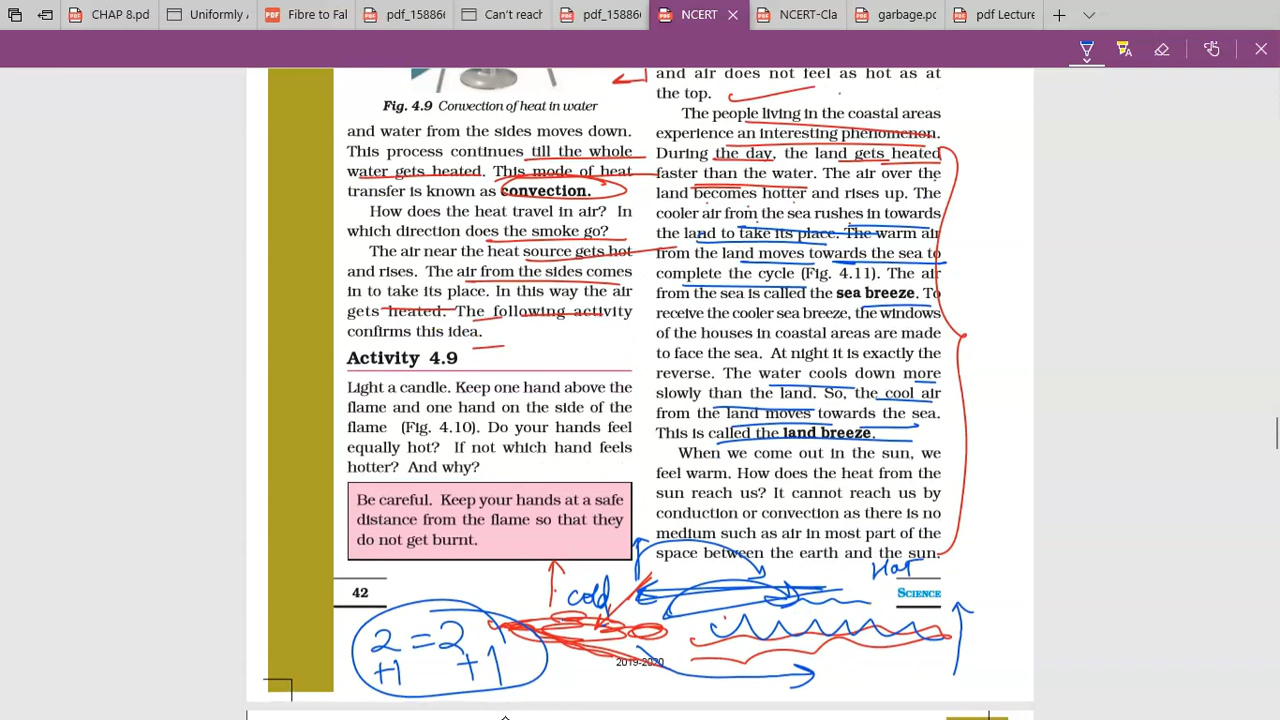 CHAP 8.pd
Uniformly A
Fibre to Fal
pdf_15886
Can't reach
pdf_15886
NCERT
NCERT-Cla
garbage.pd
pdf Lecture
Fig. 4.9 Convection of heat in water
and water from the sides moves down.
This process continues till the whole
water gets heated. This mode of heat
transfer is known as convection.
How does the heat travel in air? In
which direction does the smoke go?
The air near the heat source gets hot
and rises. The air from the sides comes
in to take its place. In this way the air
gets heated. The following activity
confirms this idea.
Activity 4.9
Light a candle. Keep one hand above the
flame and one hand on the side of the
flame (Fig. 4.10). Do your hands feel
equally hot? If not which hand feels
hotter? And why?
Be careful. Keep your hands at a safe
distance from the flame so that they
do not get burnt.
and air does not feel as hot as at
the top.
The people living in the coastal areas
experience an interesting phenomenon.
During the day, the land gets heated
faster than the water. The air over the
land becomes hotter and rises up. The
cooler air from the sea rushes in towards
the land to take its place. The warm air
from the land moves towards the sea to
complete the cycle (Fig. 4.11). The air
from the sea is called the sea breeze. To
receive the cooler sea breeze, the windows
of the houses in coastal areas are made
to face the sea. At night it is exactly the
reverse. The water cools down more
slowly than the land. So, the cool air
from the land moves towards the sea.
This is called the land breeze.
When we come out in the sun, we
feel warm. How does the heat from the
sun reach us? It cannot reach us by
conduction or convection as there is no
medium such as air in most part of the
space between the earth and the sun.
Hot
cold
42
SCIENCE
2 = 2
+1 +1
2019-2020